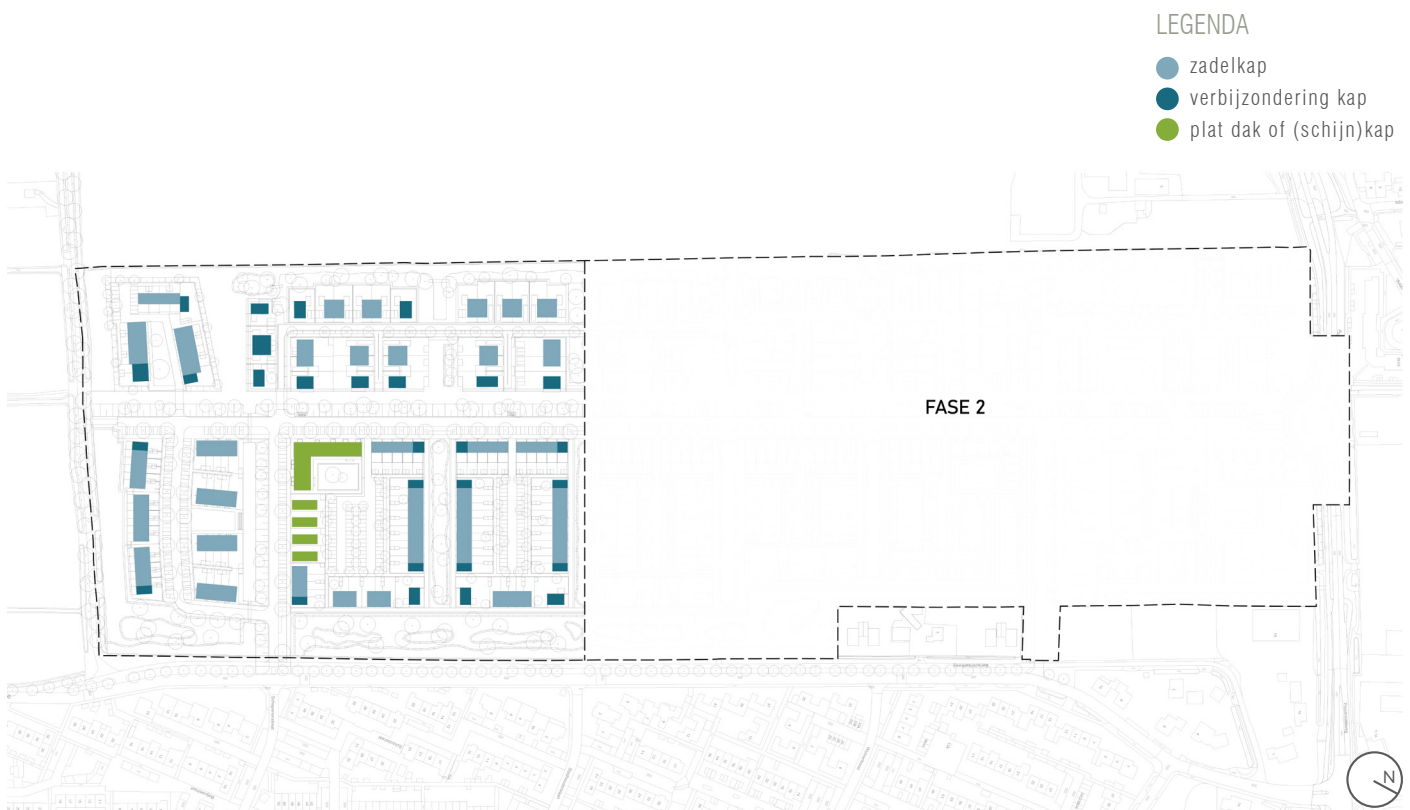 LEGENDA
zadelkap
verbijzondering kap
plat dak of (schijn)kap
FASE 2
N